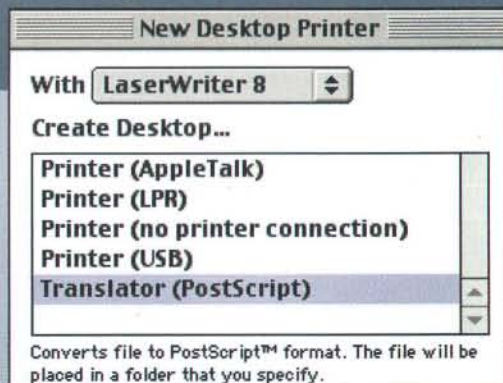 New Desktop Printer
With LaserWriter 8
Create Desktop...
Printer (AppleTalk)
Printer (LPR)
Printer (no printer connection)
Printer (USB)
Translator (PostScript)
Converts file to PostScript™ format. The file will be
placed in a folder that you specify.